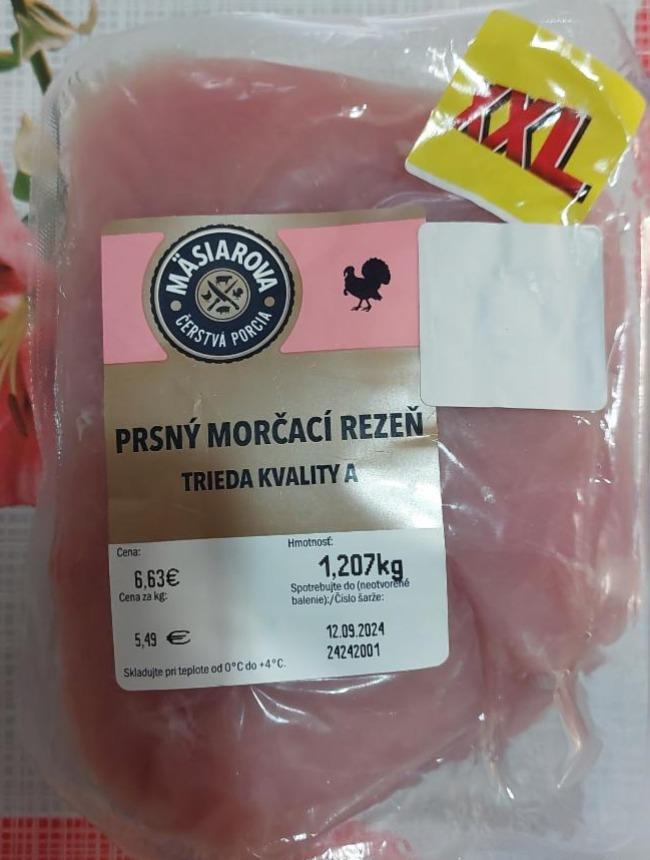 XXL
MÄSIAROVA
ČERSTVÁ PORCIA
PRSNÝ MORČACÍ REZEŇ
TRIEDA KVALITY A
Cena:
6,63€
Cena za kg:
5,49 €
Hmotnosť:
1,207kg
Spotrebujte do (neotvorené
balenie):/Číslo šarže:
12.09.2024
24242001
Skladujte pri teplote od 0°C do +4°C.